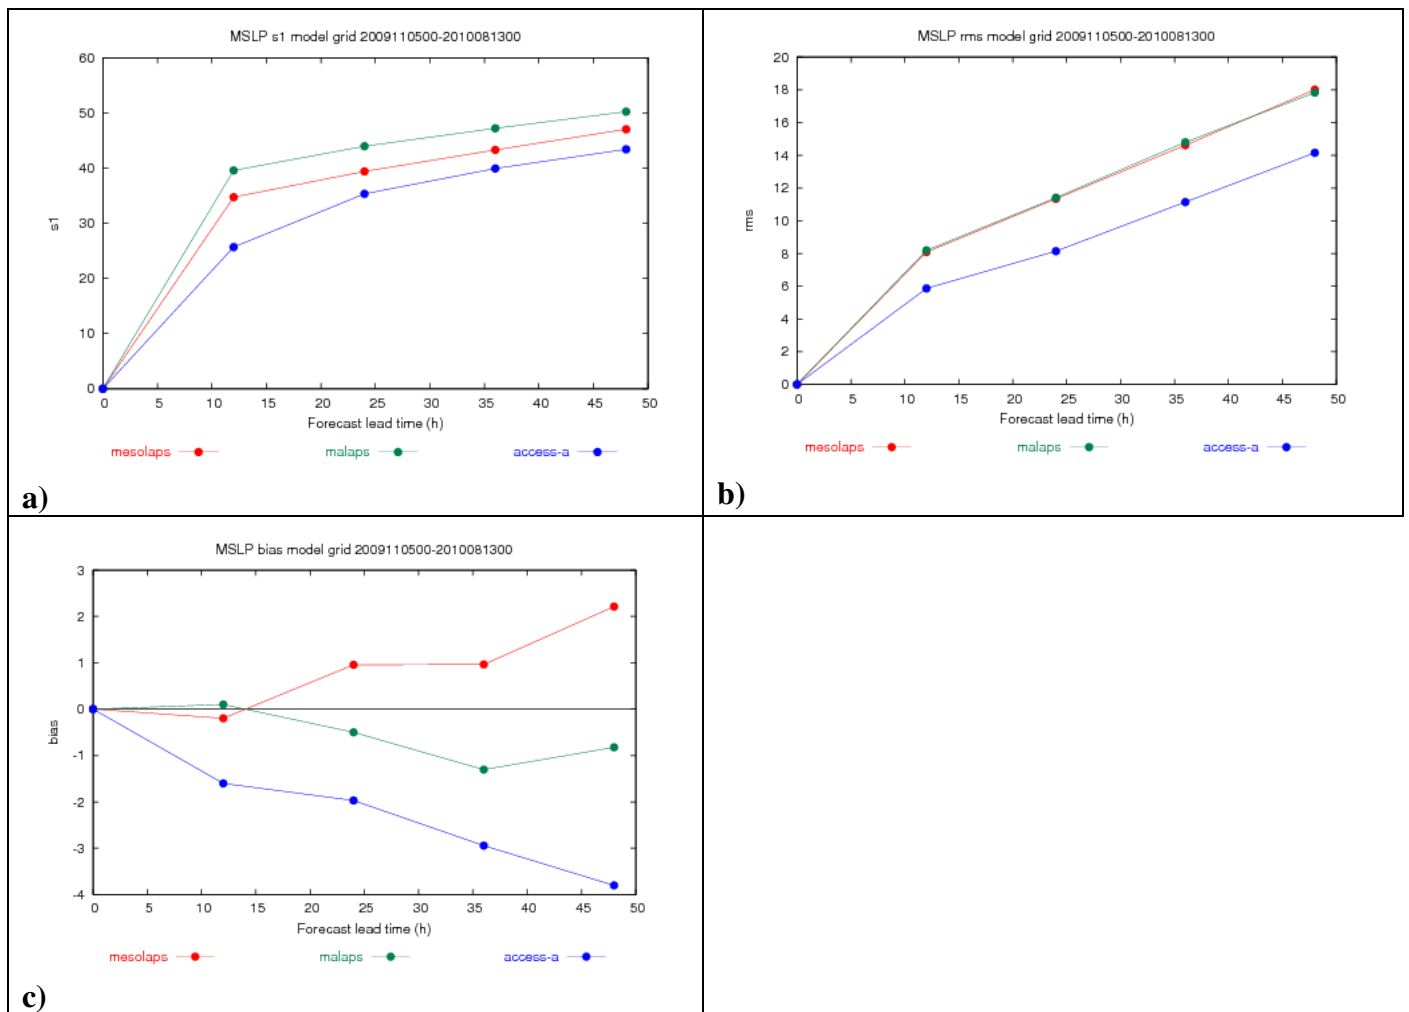 MSLP s1 model grid 2009110500-2010081300
60
50
40
30
20
10
0
s1
0 5 10 15 20 25 30 35 40 45 50
Forecast lead time (h)
mesolaps malaps access-a
a)
MSLP rms model grid 2009110500-2010081300
20
18
16
14
12
10
8
6
4
2
0
rms
0 5 10 15 20 25 30 35 40 45 50
Forecast lead time (h)
mesolaps malaps access-a
b)
MSLP bias model grid 2009110500-2010081300
3
2
1
0
-1
-2
-3
-4
bias
0 5 10 15 20 25 30 35 40 45 50
Forecast lead time (h)
mesolaps malaps access-a
c)